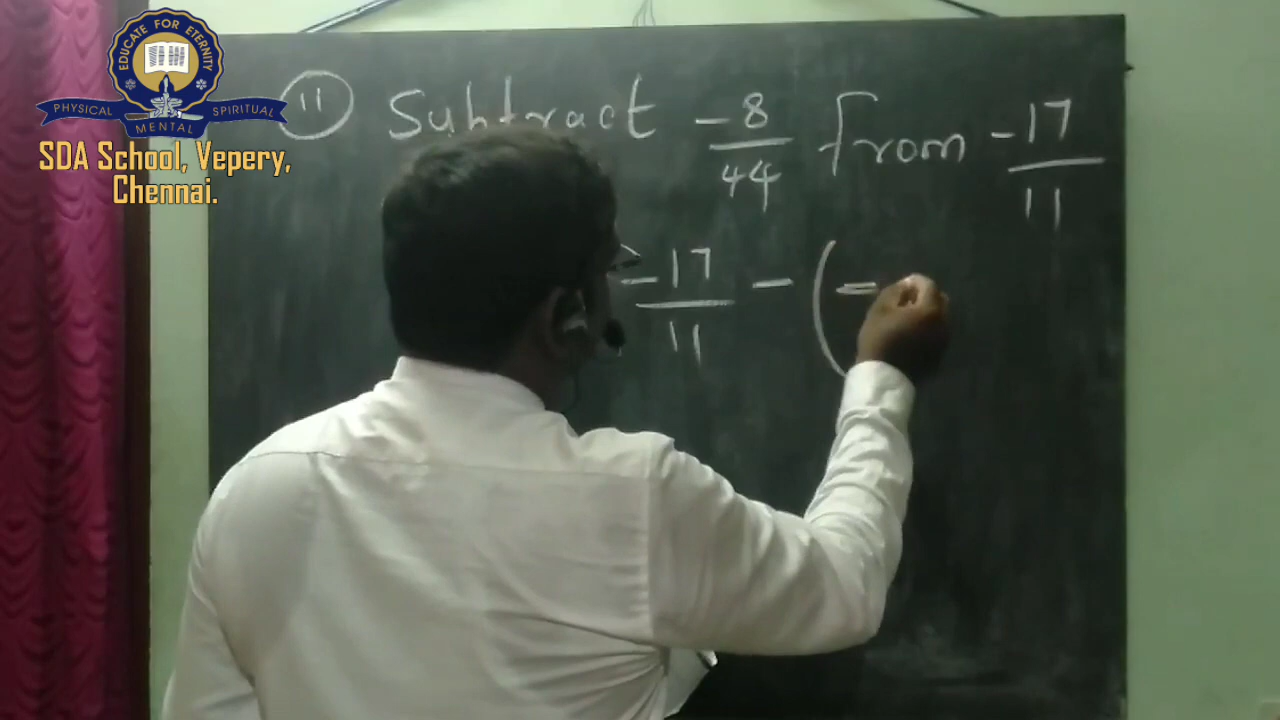 EDUCATE FOR ETERNITY
PHYSICAL MENTAL SPIRITUAL
SDA School, Vepery,
Chennai.
11 Subtract -8/44 from -17/11
-17/11 - (-